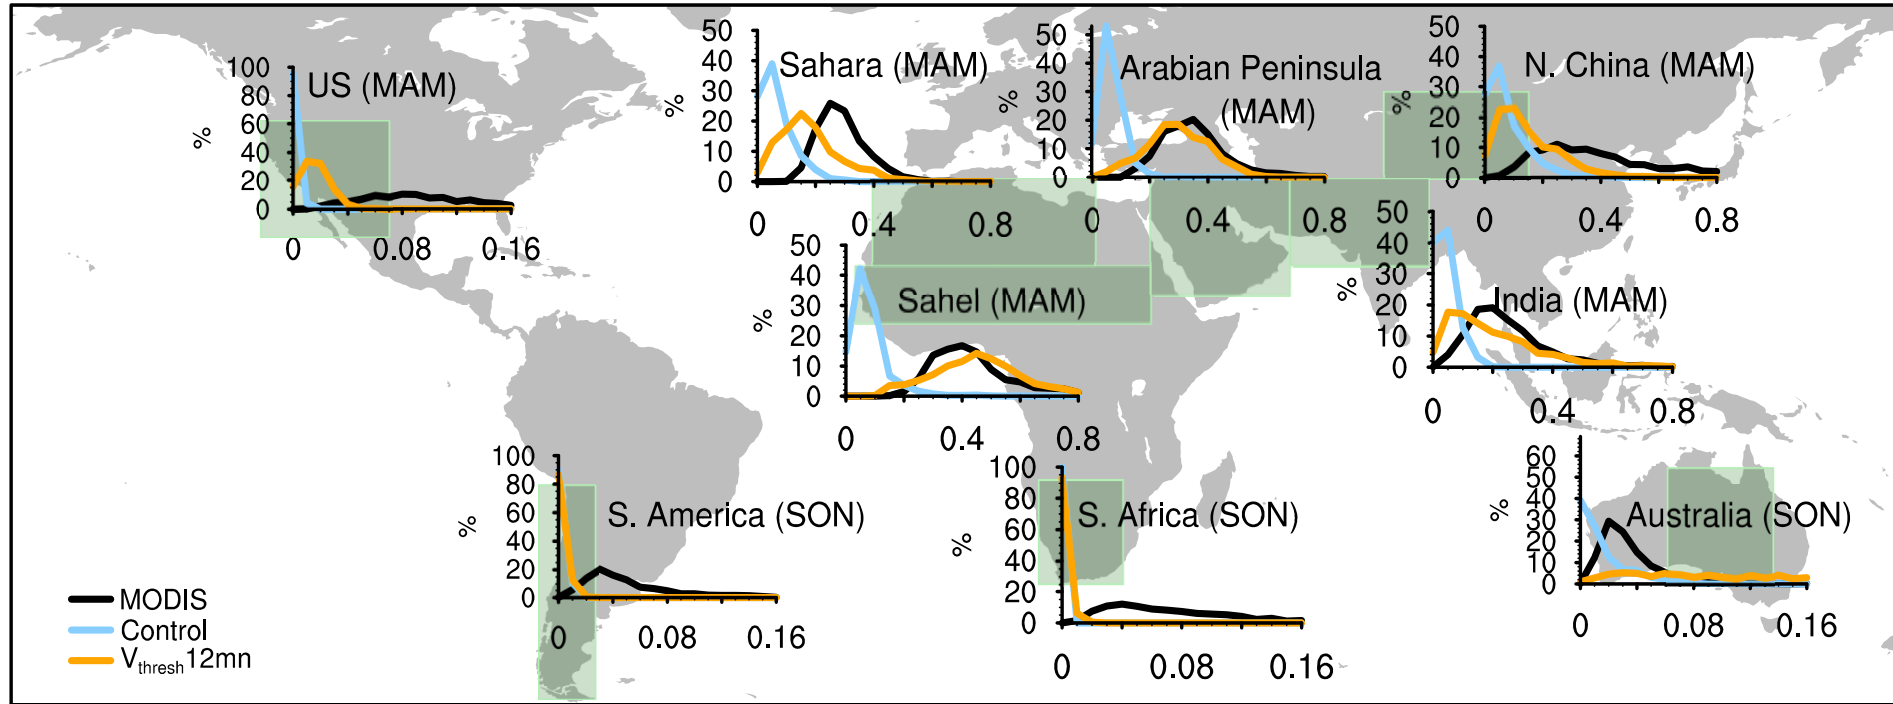 US (MAM)
%
100
80
60
40
20
0
0 0.08 0.16
Sahara (MAM)
%
50
40
30
20
10
0
0 0.4 0.8
Arabian Peninsula
(MAM)
%
50
40
30
20
10
0
0 0.4 0.8
N. China (MAM)
%
50
40
30
20
10
0
0 0.4 0.8
Sahel (MAM)
%
50
40
30
20
10
0
0 0.4 0.8
India (MAM)
%
50
40
30
20
10
0
0 0.4 0.8
S. America (SON)
%
100
80
60
40
20
0
0 0.08 0.16
S. Africa (SON)
%
100
80
60
40
20
0
0 0.08 0.16
Australia (SON)
%
60
50
40
30
20
10
0
0 0.08 0.16
MODIS
Control
Vthresh12mn